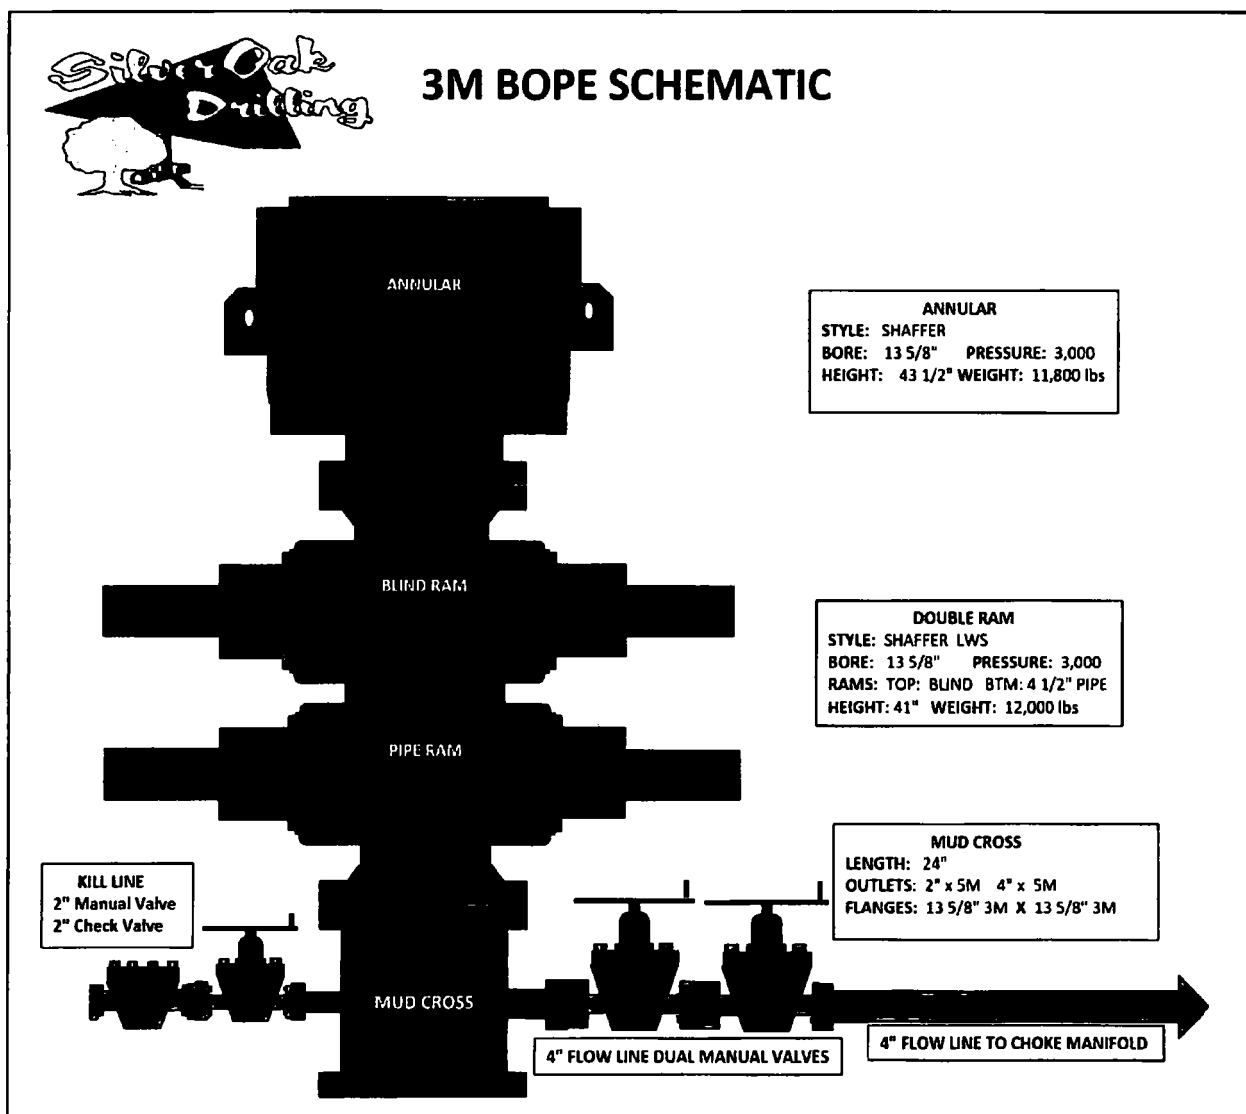 Silver Oak
Drilling
3M BOPE SCHEMATIC
ANNULAR
ANNULAR
STYLE: SHAFFER
BORE: 13 5/8" PRESSURE: 3,000
HEIGHT: 43 1/2" WEIGHT: 11,800 lbs
BLIND RAM
DOUBLE RAM
STYLE: SHAFFER LWS
BORE: 13 5/8" PRESSURE: 3,000
RAMS: TOP: BLIND BTM: 4 1/2" PIPE
HEIGHT: 41" WEIGHT: 12,000 lbs
PIPE RAM
MUD CROSS
LENGTH: 24"
OUTLETS: 2" x 5M 4" x 5M
FLANGES: 13 5/8" 3M X 13 5/8" 3M
KILL LINE
2" Manual Valve
2" Check Valve
MUD CROSS
4" FLOW LINE DUAL MANUAL VALVES
4" FLOW LINE TO CHOKE MANIFOLD